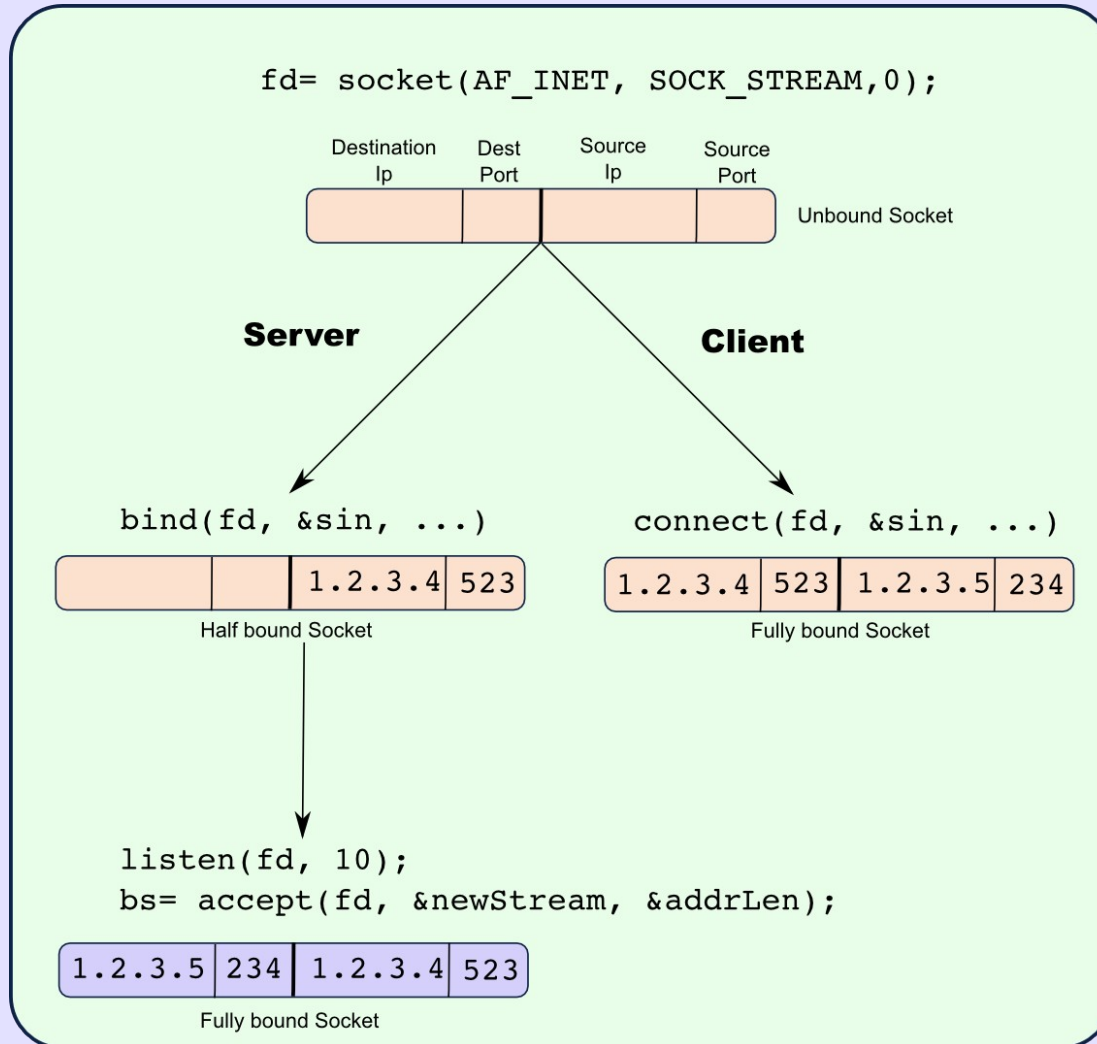 fd= socket(AF_INET, SOCK_STREAM,0);
Destination Ip
Dest Port
Source Ip
Source Port
Unbound Socket
Server
Client
bind(fd, &sin, ...)
1.2.3.4 523
Half bound Socket
connect(fd, &sin, ...)
1.2.3.4 523 1.2.3.5 234
Fully bound Socket
listen(fd, 10);
bs= accept(fd, &newStream, &addrLen);
1.2.3.5 234 1.2.3.4 523
Fully bound Socket